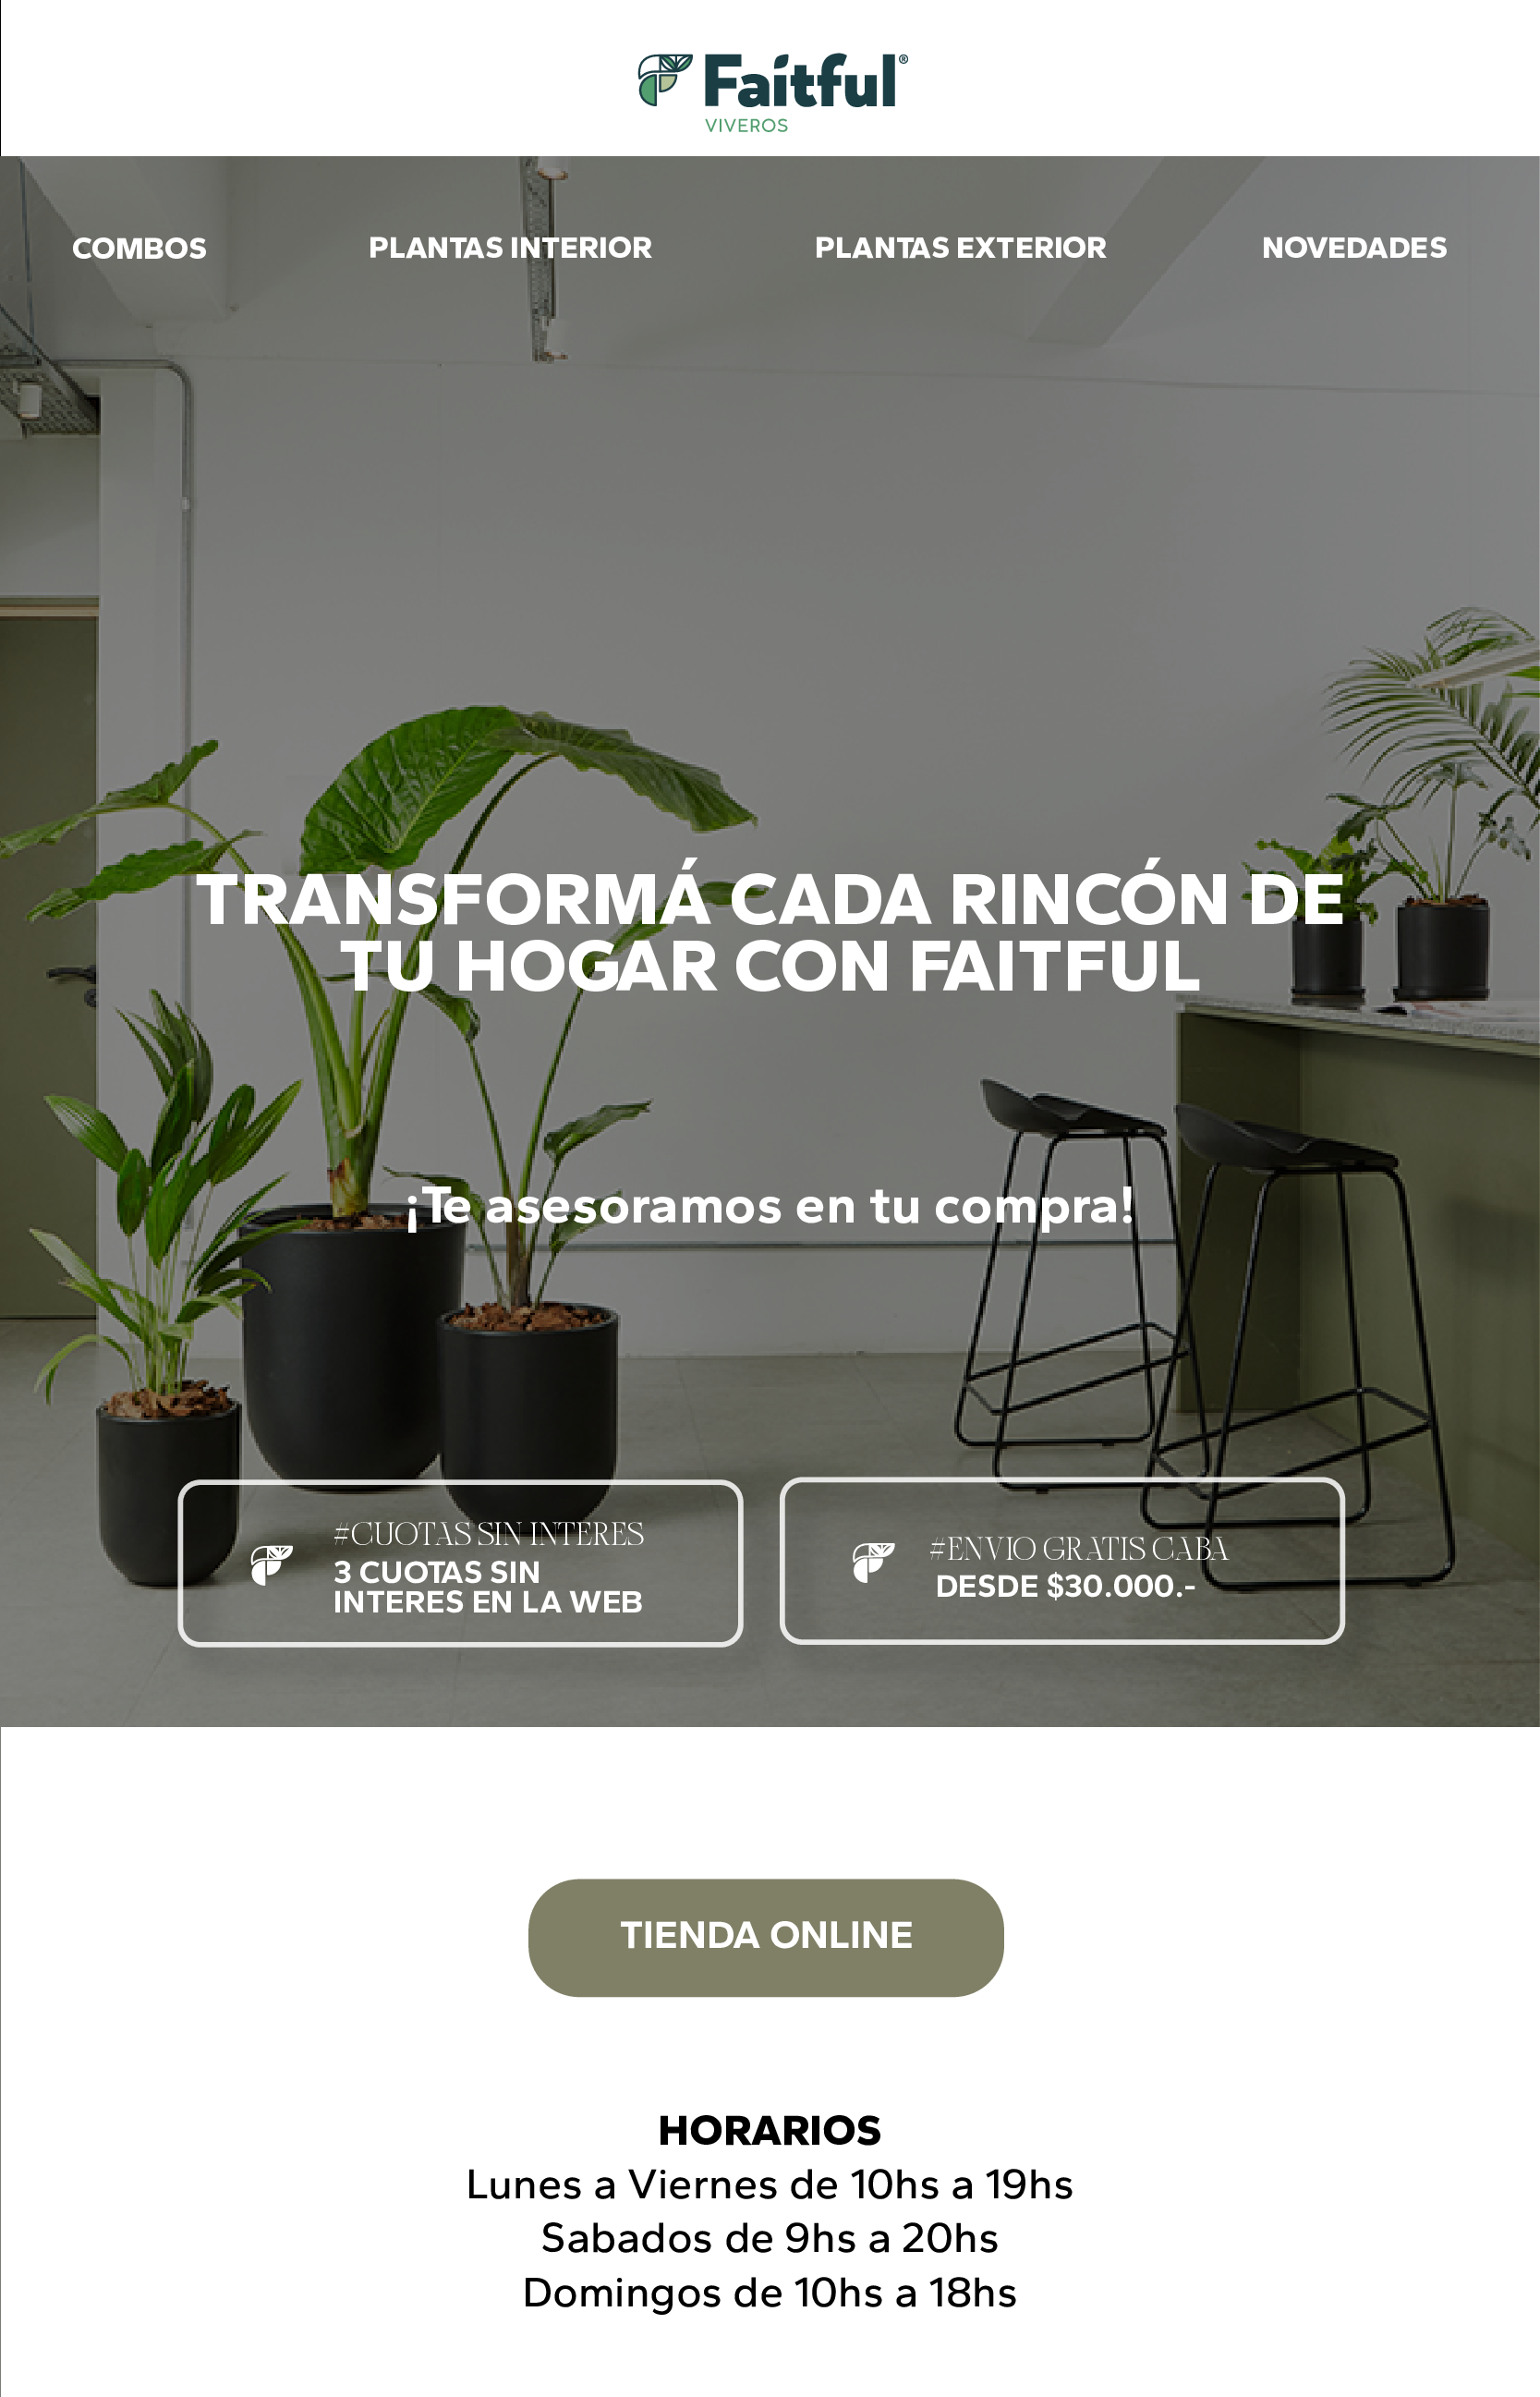 Faitful®
VIVEROS
COMBOS PLANTAS INTERIOR PLANTAS EXTERIOR NOVEDADES
TRANSFORMÁ CADA RINCÓN DE
TU HOGAR CON FAITFUL
¡Te asesoramos en tu compra!
#CUOTAS SIN INTERES
3 CUOTAS SIN
INTERES EN LA WEB
#ENVIO GRATIS CABA
DESDE $30.000.-
TIENDA ONLINE
HORARIOS
Lunes a Viernes de 10hs a 19hs
Sabados de 9hs a 20hs
Domingos de 10hs a 18hs